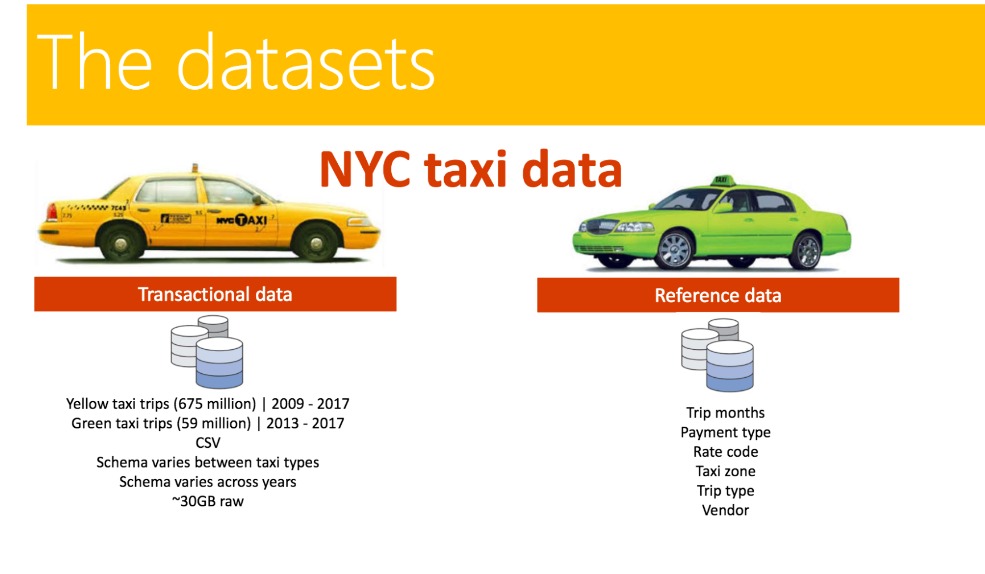 The datasets
NYC taxi data
NYC TAXI
TAXI
Transactional data
Reference data
Yellow taxi trips (675 million) | 2009 - 2017
Green taxi trips (59 million) | 2013 - 2017
CSV
Schema varies between taxi types
Schema varies across years
~30GB raw
Trip months
Payment type
Rate code
Taxi zone
Trip type
Vendor